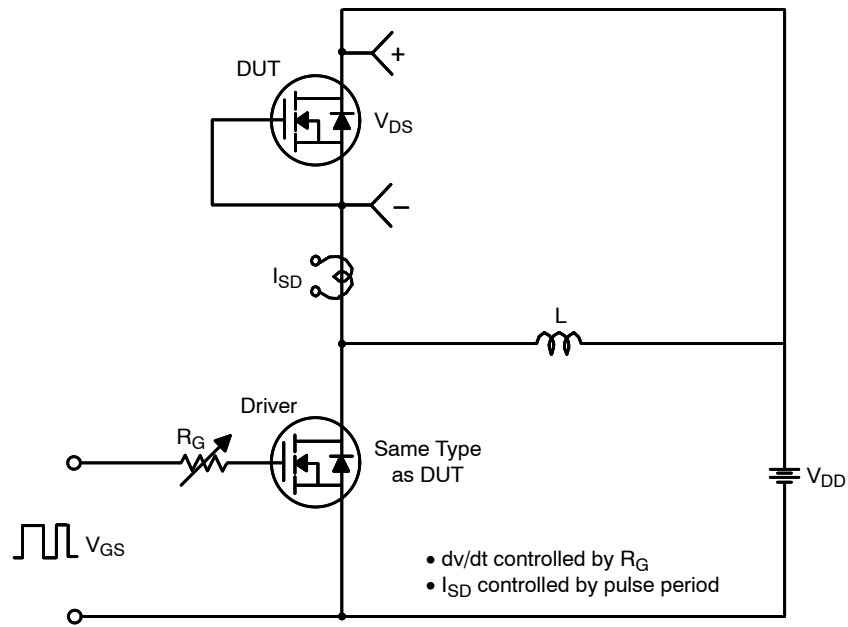 DUT
+
V_DS
−
I_SD
L
Driver
R_G
Same Type
as DUT
V_DD
V_GS
• dv/dt controlled by R_G
• I_SD controlled by pulse period